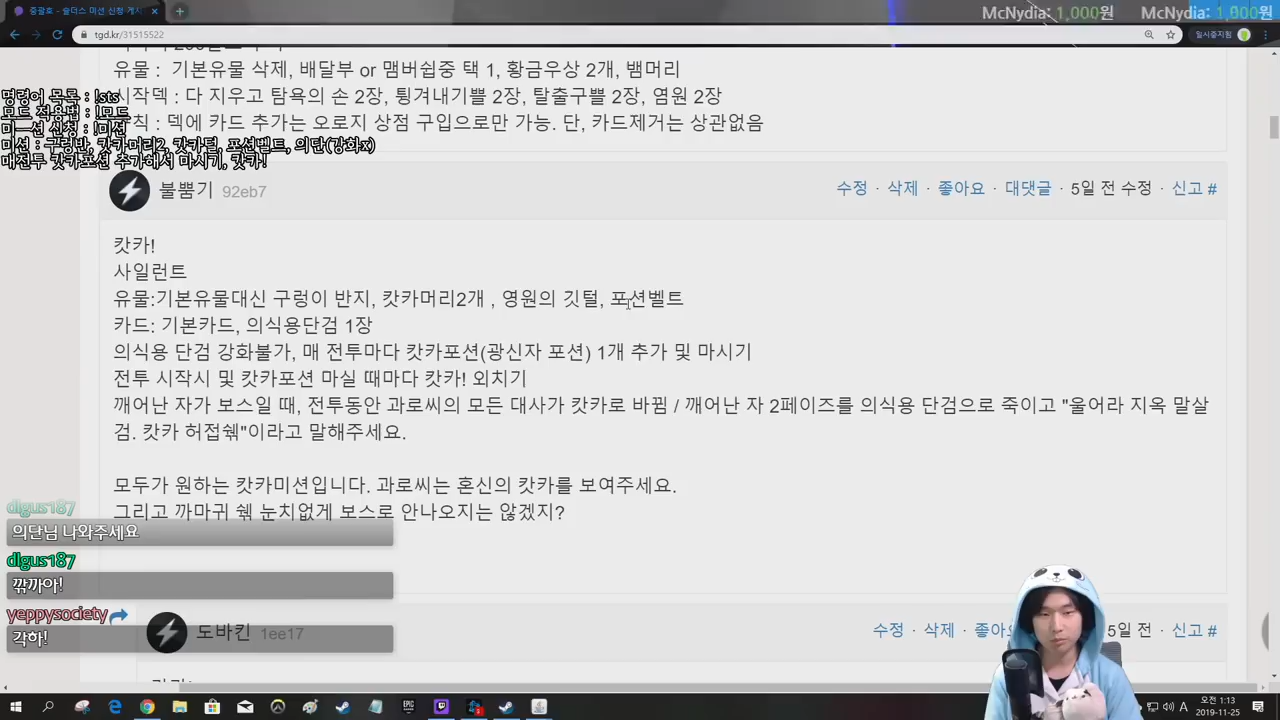 중괄호 - 슬더스 미션 신청 게시
McNydia: 1,000원 McNydia: 1,000원
tgd.kr/31515522
일시중지됨
유물 : 기본유물 삭제, 배달부 or 맴버쉽중 택 1, 황금우상 2개, 뱀머리
시작덱 : 다 지우고 탐욕의 손 2장, 튕겨내기쁠 2장, 탈출구쁠 2장, 염원 2장
규칙 : 덱에 카드 추가는 오로지 상점 구입으로만 가능. 단, 카드제거는 상관없음
명령어 목록 : !sts
모드 적용법 : !모드
미션 신청 : !미션
미션 : 구렁반, 캇카머리2, 캇카털, 포션벨트, 의단(강화x)
매전투 캇카포션 추가해서 마시기, 캇카!
불뿜기 92eb7
수정 · 삭제 · 좋아요 · 대댓글 · 5일 전 수정 · 신고 #
캇카!
사일런트
유물:기본유물대신 구렁이 반지, 캇카머리2개 , 영원의 깃털, 포션벨트
카드: 기본카드, 의식용단검 1장
의식용 단검 강화불가, 매 전투마다 캇카포션(광신자 포션) 1개 추가 및 마시기
전투 시작시 및 캇카포션 마실 때마다 캇카! 외치기
깨어난 자가 보스일 때, 전투동안 과로씨의 모든 대사가 캇카로 바뀜 / 깨어난 자 2페이즈를 의식용 단검으로 죽이고 "울어라 지옥 말살
검. 캇카 허접쉨"이라고 말해주세요.
모두가 원하는 캇카미션입니다. 과로씨는 혼신의 캇카를 보여주세요.
그리고 까마귀 쉨 눈치없게 보스로 안나오지는 않겠지?
dlgus187
의단님 나와주세요
dlgus187
깎까아!
yeppysociety
각하!
도바킨 1ee17
수정 · 삭제 · 좋아요 5일 전 · 신고 #
오전 1:13
2019-11-25